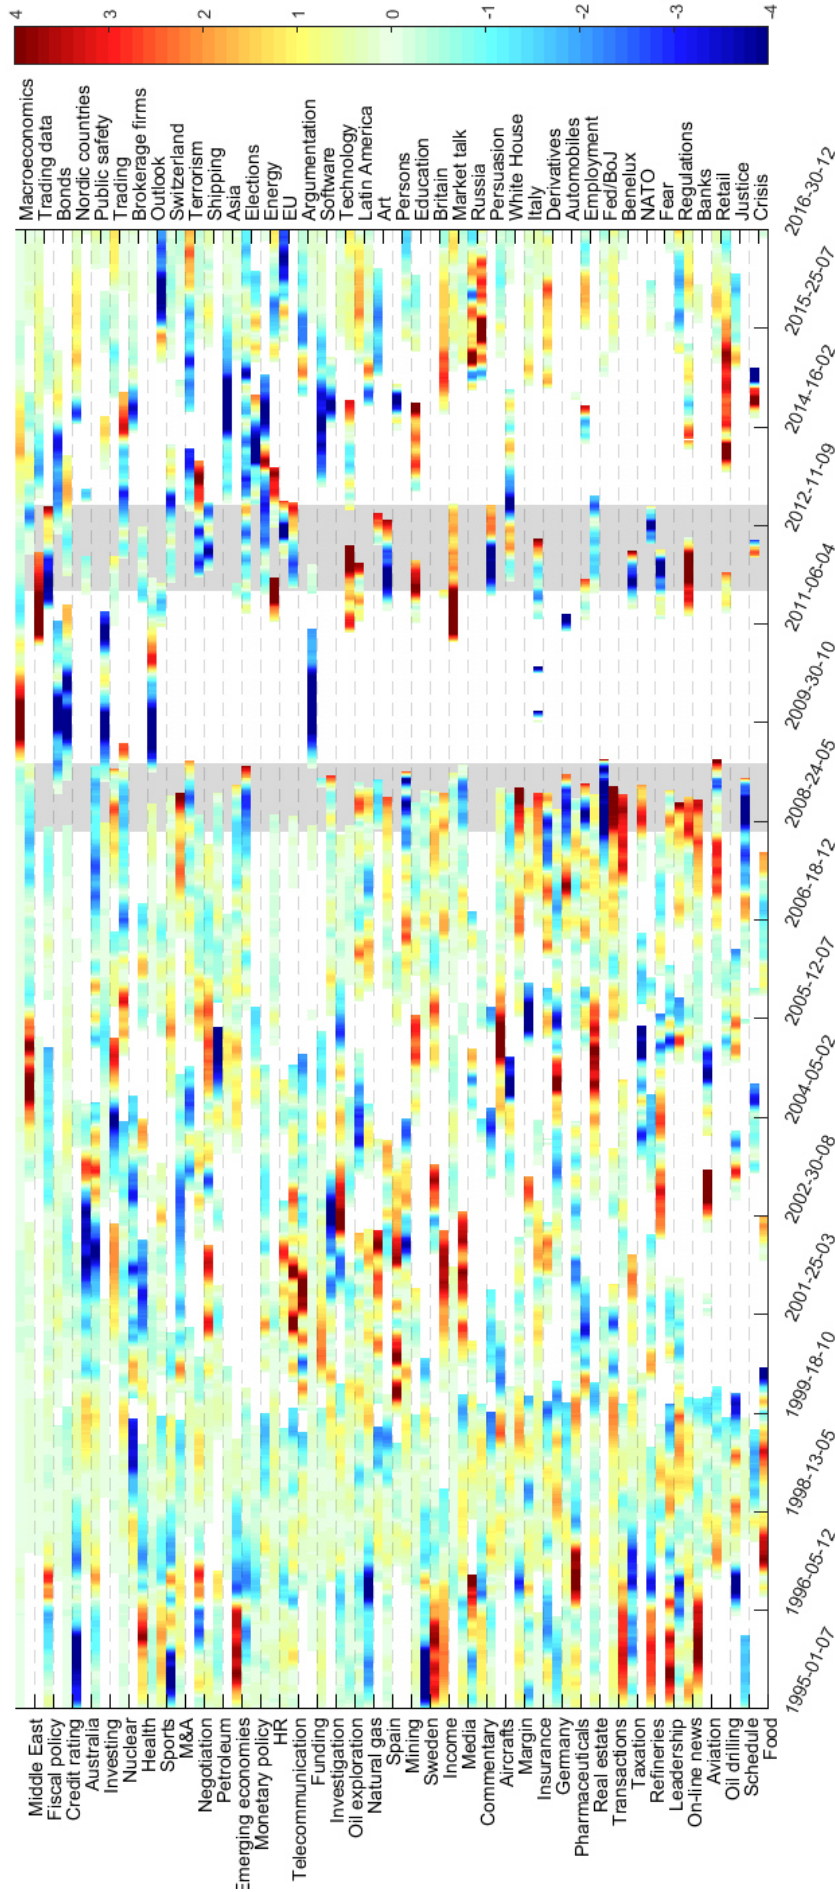 4
3
2
1
0
-1
-2
-3
-4
Macroeconomics
Trading data
Bonds
Nordic countries
Public safety
Trading
Brokerage firms
Outlook
Switzerland
Terrorism
Shipping
Asia
Elections
Energy
EU
Argumentation
Software
Technology
Latin America
Art
Persons
Education
Britain
Market talk
Russia
Persuasion
White House
Italy
Derivatives
Automobiles
Employment
Fed/BoJ
Benelux
NATO
Fear
Regulations
Banks
Retail
Justice
Crisis
2016-30-12
2015-25-07
2014-16-02
2012-11-09
2011-06-04
2009-30-10
2008-24-05
2006-18-12
2005-12-07
2004-05-02
2002-30-08
2001-25-03
1999-18-10
1998-13-05
1996-05-12
1995-01-07
Middle East
Fiscal policy
Credit rating
Australia
Investing
Nuclear
Health
Sports
M&A
Negotiation
Petroleum
Emerging economies
Monetary policy
HR
Telecommunication
Funding
Investigation
Oil exploration
Natural gas
Spain
Mining
Sweden
Income
Media
Commentary
Aircrafts
Margin
Insurance
Germany
Pharmaceuticals
Real estate
Transactions
Taxation
Refineries
Leadership
On-line news
Aviation
Oil drilling
Schedule
Food